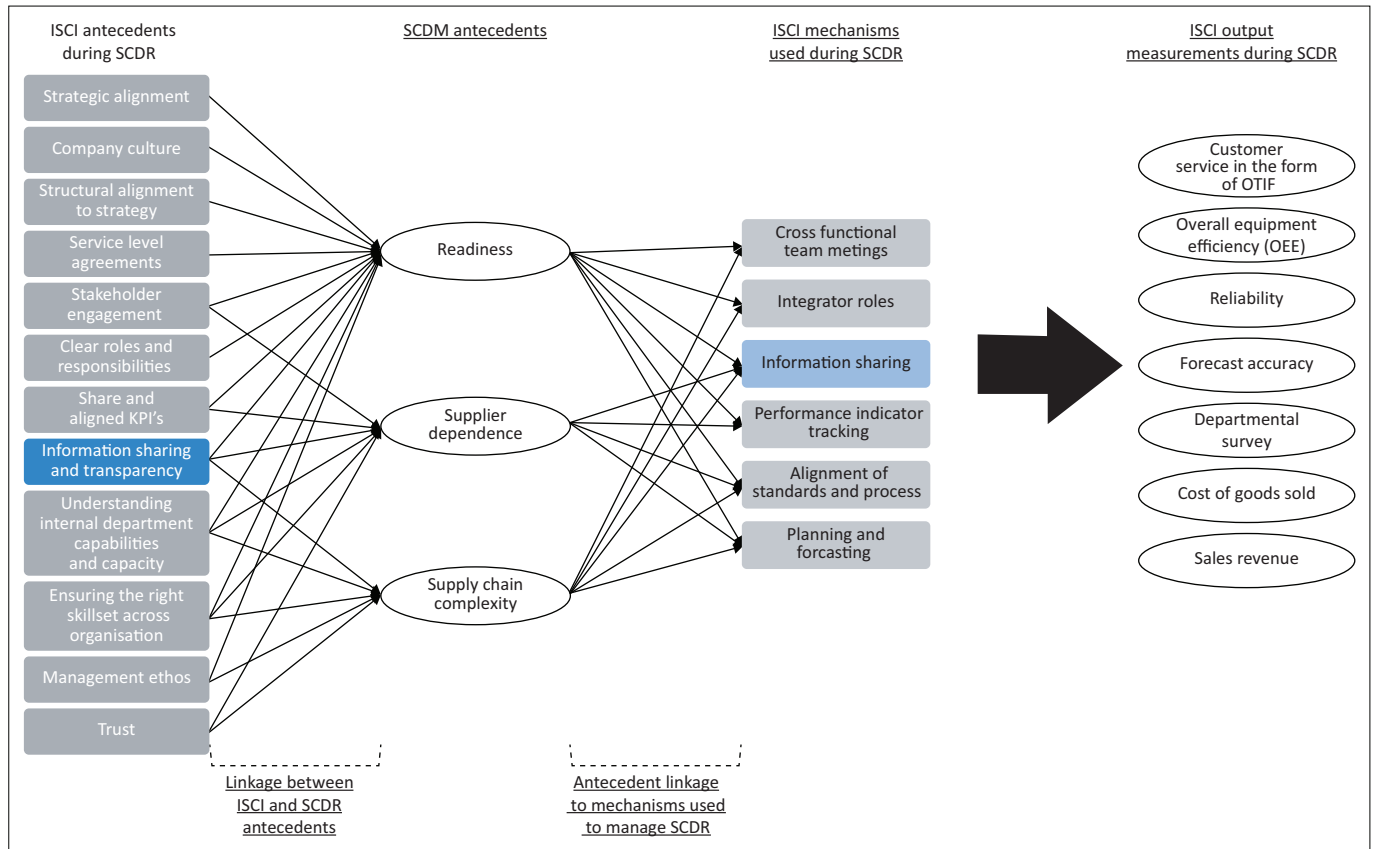 ISCI antecedents
during SCDR
SCDM antecedents
ISCI mechanisms
used during SCDR
ISCI output
measurements during SCDR
Strategic alignment
Company culture
Structural alignment
to strategy
Service level
agreements
Stakeholder
engagement
Clear roles and
responsibilities
Share and
aligned KPI's
Information sharing
and transparency
Understanding
internal department
capabilities
and capacity
Ensuring the right
skillset across
organisation
Management ethos
Trust
Readiness
Supplier
dependence
Supply chain
complexity
Cross functional
team metings
Integrator roles
Information sharing
Performance indicator
tracking
Alignment of
standards and process
Planning and
forcasting
Customer
service in the form
of OTIF
Overall equipment
efficiency (OEE)
Reliability
Forecast accuracy
Departmental
survey
Cost of goods sold
Sales revenue
Linkage between
ISCI and SCDR
antecedents
Antecedent linkage
to mechanisms used
to manage SCDR